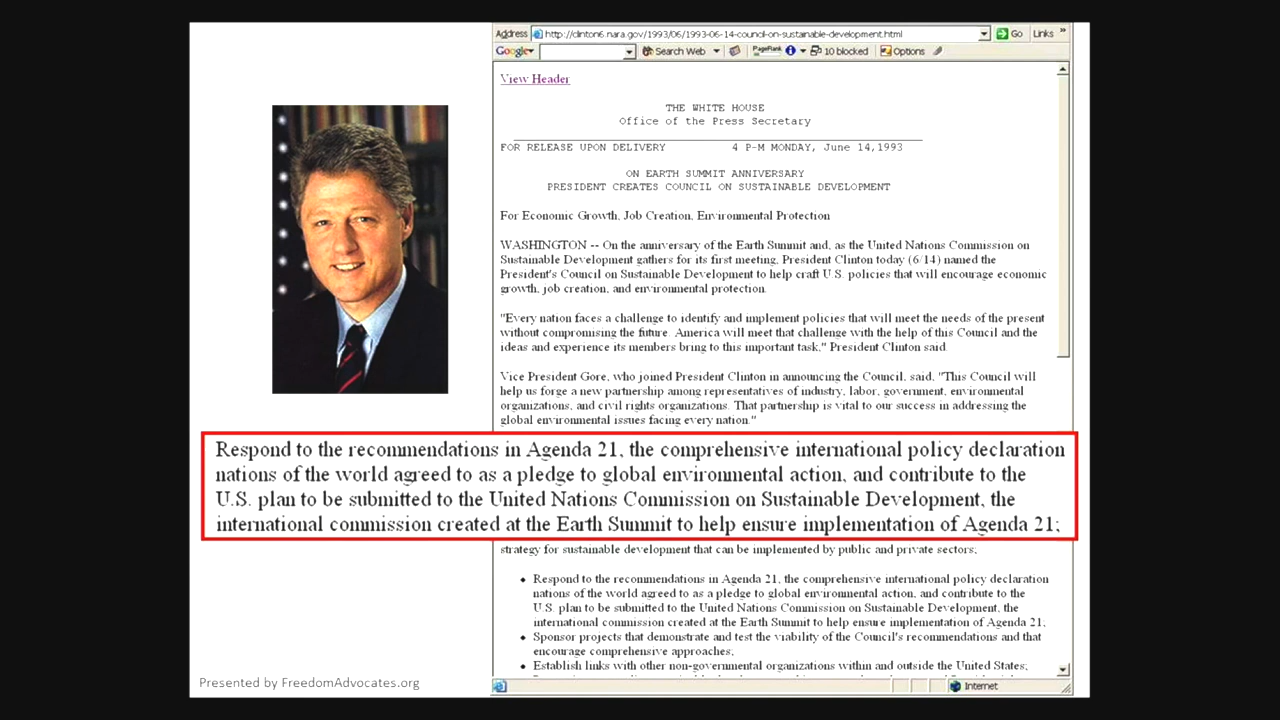 Address http://clinton6.nara.gov/1993/06/1993-06-14-council-on-sustainable-development.html Go Links »
Google Search Web PageRank 10 blocked Options
View Header
THE WHITE HOUSE
Office of the Press Secretary
FOR RELEASE UPON DELIVERY 4 P-M MONDAY, June 14,1993
ON EARTH SUMMIT ANNIVERSARY
PRESIDENT CREATES COUNCIL ON SUSTAINABLE DEVELOPMENT
For Economic Growth, Job Creation, Environmental Protection
WASHINGTON -- On the anniversary of the Earth Summit and, as the United Nations Commission on
Sustainable Development gathers for its first meeting, President Clinton today (6/14) named the
President's Council on Sustainable Development to help craft U.S. policies that will encourage economic
growth, job creation, and environmental protection.
"Every nation faces a challenge to identify and implement policies that will meet the needs of the present
without compromising the future. America will meet that challenge with the help of this Council and the
ideas and experience its members bring to this important task," President Clinton said.
Vice President Gore, who joined President Clinton in announcing the Council, said, "This Council will
help us forge a new partnership among representatives of industry, labor, government, environmental
organizations, and civil rights organizations. That partnership is vital to our success in addressing the
global environmental issues facing every nation."
Respond to the recommendations in Agenda 21, the comprehensive international policy declaration
nations of the world agreed to as a pledge to global environmental action, and contribute to the
U.S. plan to be submitted to the United Nations Commission on Sustainable Development, the
international commission created at the Earth Summit to help ensure implementation of Agenda 21;
strategy for sustainable development that can be implemented by public and private sectors;
• Respond to the recommendations in Agenda 21, the comprehensive international policy declaration
nations of the world agreed to as a pledge to global environmental action, and contribute to the
U.S. plan to be submitted to the United Nations Commission on Sustainable Development, the
international commission created at the Earth Summit to help ensure implementation of Agenda 21;
• Sponsor projects that demonstrate and test the viability of the Council's recommendations and that
encourage comprehensive approaches;
• Establish links with other non-governmental organizations within and outside the United States;
Presented by FreedomAdvocates.org
Internet